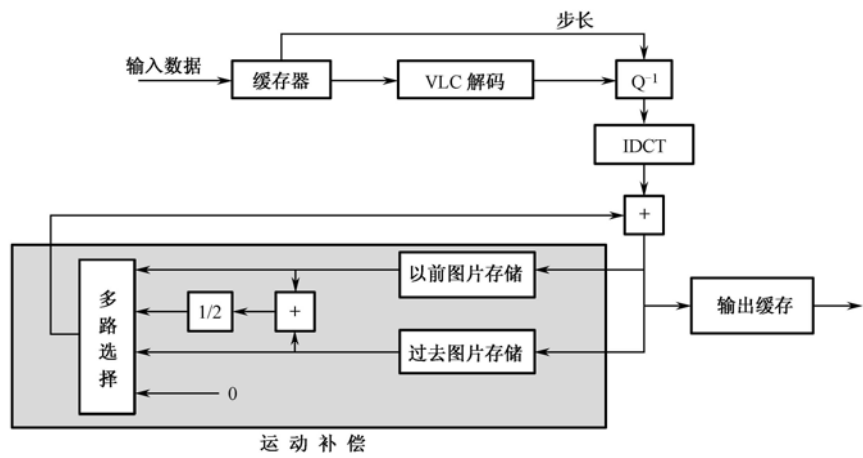 步长
输入数据
缓存器
VLC 解码
Q⁻¹
IDCT
+
以前图片存储
多路选择
1/2
+
输出缓存
过去图片存储
0
运动补偿